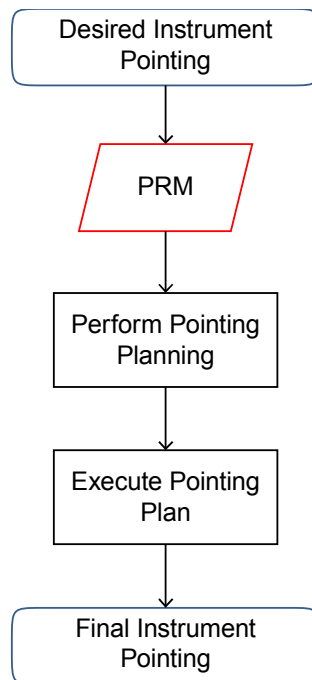 Desired Instrument
Pointing
PRM
Perform Pointing
Planning
Execute Pointing
Plan
Final Instrument
Pointing